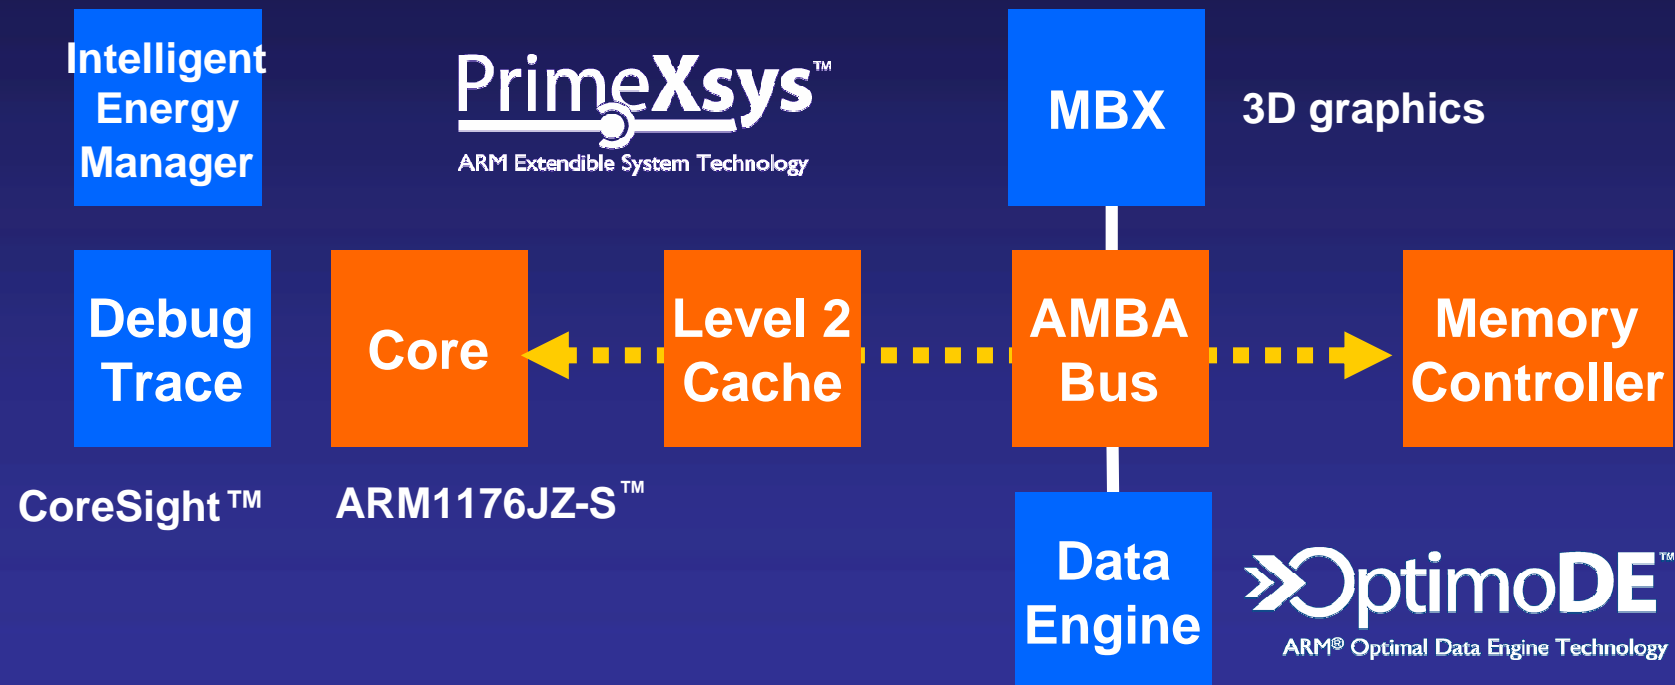 Intelligent
Energy
Manager
PrimeXsys™
ARM Extendible System Technology
MBX
3D graphics
Debug
Trace
Core
Level 2
Cache
AMBA
Bus
Memory
Controller
CoreSight™
ARM1176JZ-S™
Data
Engine
OptimoDE™
ARM® Optimal Data Engine Technology